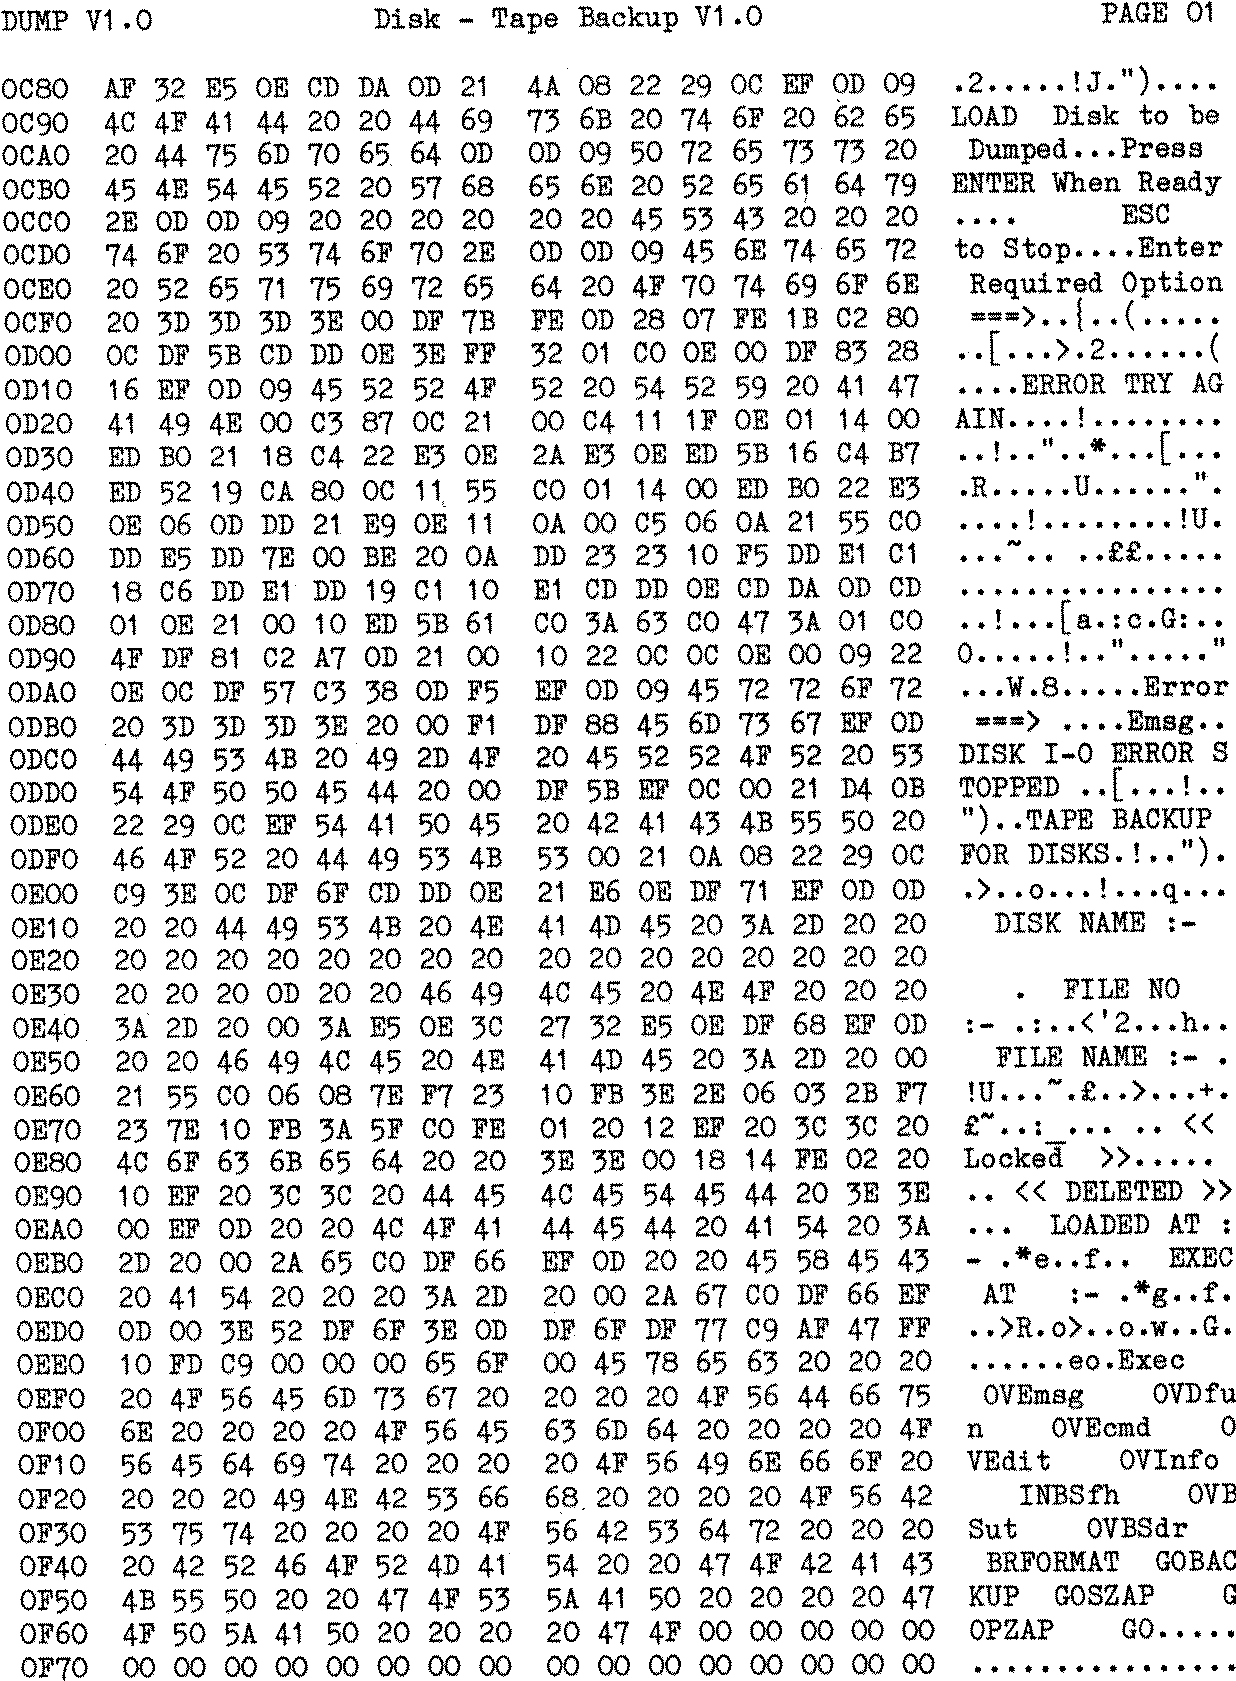 DUMP V1.0 Disk - Tape Backup V1.0 PAGE 01
0C80 AF 32 E5 0E CD DA 0D 21 4A 08 22 29 0C EF 0D 09 .2.....!J.")....
0C90 4C 4F 41 44 20 20 44 69 73 6B 20 74 6F 20 62 65 LOAD  Disk to be
0CA0 20 44 75 6D 70 65 64 0D 0D 09 50 72 65 73 73 20  Dumped...Press
0CB0 45 4E 54 45 52 20 57 68 65 6E 20 52 65 61 64 79 ENTER When Ready
0CC0 2E 0D 0D 09 20 20 20 20 20 20 45 53 43 20 20 20 ....      ESC
0CD0 74 6F 20 53 74 6F 70 2E 0D 0D 09 45 6E 74 65 72 to Stop....Enter
0CE0 20 52 65 71 75 69 72 65 64 20 4F 70 74 69 6F 6E  Required Option
0CF0 20 3D 3D 3D 3E 00 DF 7B FE 0D 28 07 FE 1B C2 80  ===>..{..(.....
0D00 0C DF 5B CD DD 0E 3E FF 32 01 C0 0E 00 DF 83 28 ..[...>.2......(
0D10 16 EF 0D 09 45 52 52 4F 52 20 54 52 59 20 41 47 ....ERROR TRY AG
0D20 41 49 4E 00 C3 87 0C 21 00 C4 11 1F 0E 01 14 00 AIN....!........
0D30 ED B0 21 18 C4 22 E3 0E 2A E3 0E ED 5B 16 C4 B7 ..!.."..*...[...
0D40 ED 52 19 CA 80 0C 11 55 C0 01 14 00 ED B0 22 E3 .R.....U......".
0D50 0E 06 0D DD 21 E9 0E 11 0A 00 C5 06 0A 21 55 C0 ....!........!U.
0D60 DD E5 DD 7E 00 BE 20 0A DD 23 23 10 F5 DD E1 C1 ...~.. ..££.....
0D70 18 C6 DD E1 DD 19 C1 10 E1 CD DD 0E CD DA 0D CD ................
0D80 01 0E 21 00 10 ED 5B 61 C0 3A 63 C0 47 3A 01 C0 ..!...[a.:c.G:..
0D90 4F DF 81 C2 A7 0D 21 00 10 22 0C 0C 0E 00 09 22 O.....!.."....."
0DA0 0E 0C DF 57 C3 38 0D F5 EF 0D 09 45 72 72 6F 72 ...W.8.....Error
0DB0 20 3D 3D 3D 3E 20 00 F1 DF 88 45 6D 73 67 EF 0D  ===> ....Emsg..
0DC0 44 49 53 4B 20 49 2D 4F 20 45 52 52 4F 52 20 53 DISK I-O ERROR S
0DD0 54 4F 50 50 45 44 20 00 DF 5B EF 0C 00 21 D4 0B TOPPED ..[...!..
0DE0 22 29 0C EF 54 41 50 45 20 42 41 43 4B 55 50 20 ")..TAPE BACKUP
0DF0 46 4F 52 20 44 49 53 4B 53 00 21 0A 08 22 29 0C FOR DISKS.!..").
0E00 C9 3E 0C DF 6F CD DD 0E 21 E6 0E DF 71 EF 0D 0D .>..o...!...q...
0E10 20 20 44 49 53 4B 20 4E 41 4D 45 20 3A 2D 20 20   DISK NAME :-
0E20 20 20 20 20 20 20 20 20 20 20 20 20 20 20 20 20
0E30 20 20 20 0D 20 20 46 49 4C 45 20 4E 4F 20 20 20    .  FILE NO
0E40 3A 2D 20 00 3A E5 0E 3C 27 32 E5 0E DF 68 EF 0D :- .:..<'2...h..
0E50 20 20 46 49 4C 45 20 4E 41 4D 45 20 3A 2D 20 00   FILE NAME :- .
0E60 21 55 C0 06 08 7E F7 23 10 FB 3E 2E 06 03 2B F7 !U...~.£..>...+.
0E70 23 7E 10 FB 3A 5F C0 FE 01 20 12 EF 20 3C 3C 20 £~..:_... .. <<
0E80 4C 6F 63 6B 65 64 20 20 3E 3E 00 18 14 FE 02 20 Locked  >>.....
0E90 10 EF 20 3C 3C 20 44 45 4C 45 54 45 44 20 3E 3E .. << DELETED >>
0EA0 00 EF 0D 20 20 4C 4F 41 44 45 44 20 41 54 20 3A ...  LOADED AT :
0EB0 2D 20 00 2A 65 C0 DF 66 EF 0D 20 20 45 58 45 43 - .*e..f..  EXEC
0EC0 20 41 54 20 20 20 3A 2D 20 00 2A 67 C0 DF 66 EF  AT   :- .*g..f.
0ED0 0D 00 3E 52 DF 6F 3E 0D DF 6F DF 77 C9 AF 47 FF ..>R.o>..o.w..G.
0EE0 10 FD C9 00 00 00 65 6F 00 45 78 65 63 20 20 20 ......eo.Exec
0EF0 20 4F 56 45 6D 73 67 20 20 20 20 4F 56 44 66 75  OVEmsg    OVDfu
0F00 6E 20 20 20 20 4F 56 45 63 6D 64 20 20 20 20 4F n    OVEcmd    O
0F10 56 45 64 69 74 20 20 20 20 4F 56 49 6E 66 6F 20 VEdit    OVInfo
0F20 20 20 20 49 4E 42 53 66 68 20 20 20 20 4F 56 42    INBSfh    OVB
0F30 53 75 74 20 20 20 20 4F 56 42 53 64 72 20 20 20 Sut    OVBSdr
0F40 20 42 52 46 4F 52 4D 41 54 20 20 47 4F 42 41 43  BRFORMAT  GOBAC
0F50 4B 55 50 20 20 47 4F 53 5A 41 50 20 20 20 20 47 KUP  GOSZAP    G
0F60 4F 50 5A 41 50 20 20 20 20 47 4F 00 00 00 00 00 OPZAP    GO.....
0F70 00 00 00 00 00 00 00 00 00 00 00 00 00 00 00 00 ................